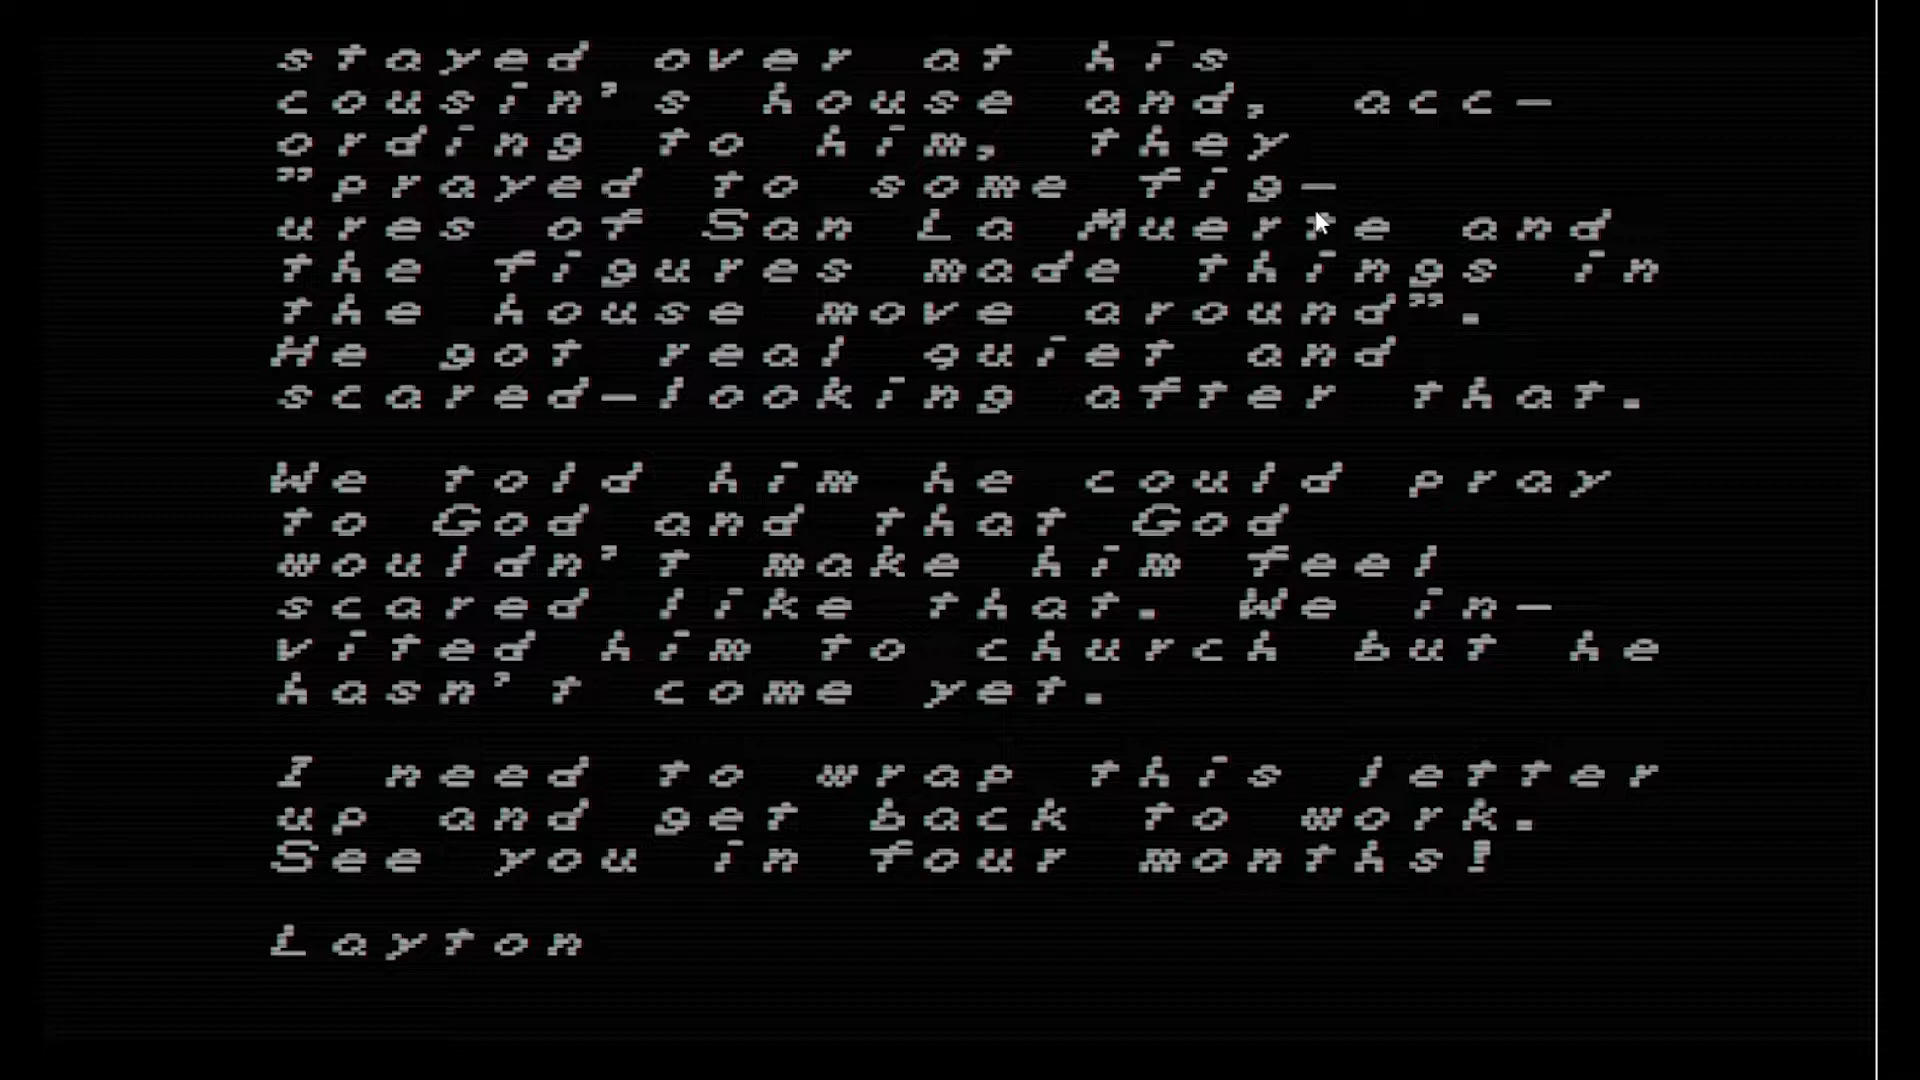 stayed over at his
cousin's house and, acc-
ording to him, they
"prayed to some fig-
ures of San La Muerte and
the figures made things in
the house move around".
He got real quiet and
scared-looking after that.
We told him he could pray
to God and that God
wouldn't make him feel
scared like that. We in-
vited him to church but he
hasn't come yet.
I need to wrap this letter
up and get back to work.
See you in four months!
Layton